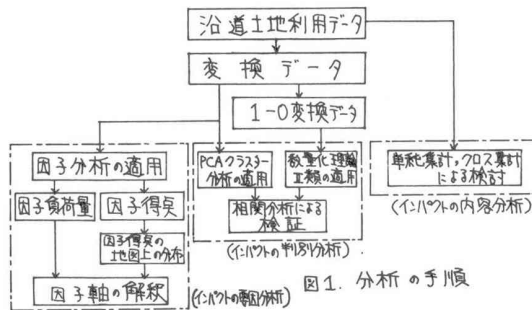 沿道土地利用データ
変換データ
1-0変換データ
因子分析の適用
PCAクラスター
分析の適用
数量化理論
Ⅱ類の適用
単純集計,クロス集計
による検討
因子負荷量
因子得点
相関分析による
検証
(インパクトの内容分析)
因子得点の
地図上の分布
(インパクトの判別分析)
因子軸の解釈
(インパクトの要因分析)
図1. 分析の手順